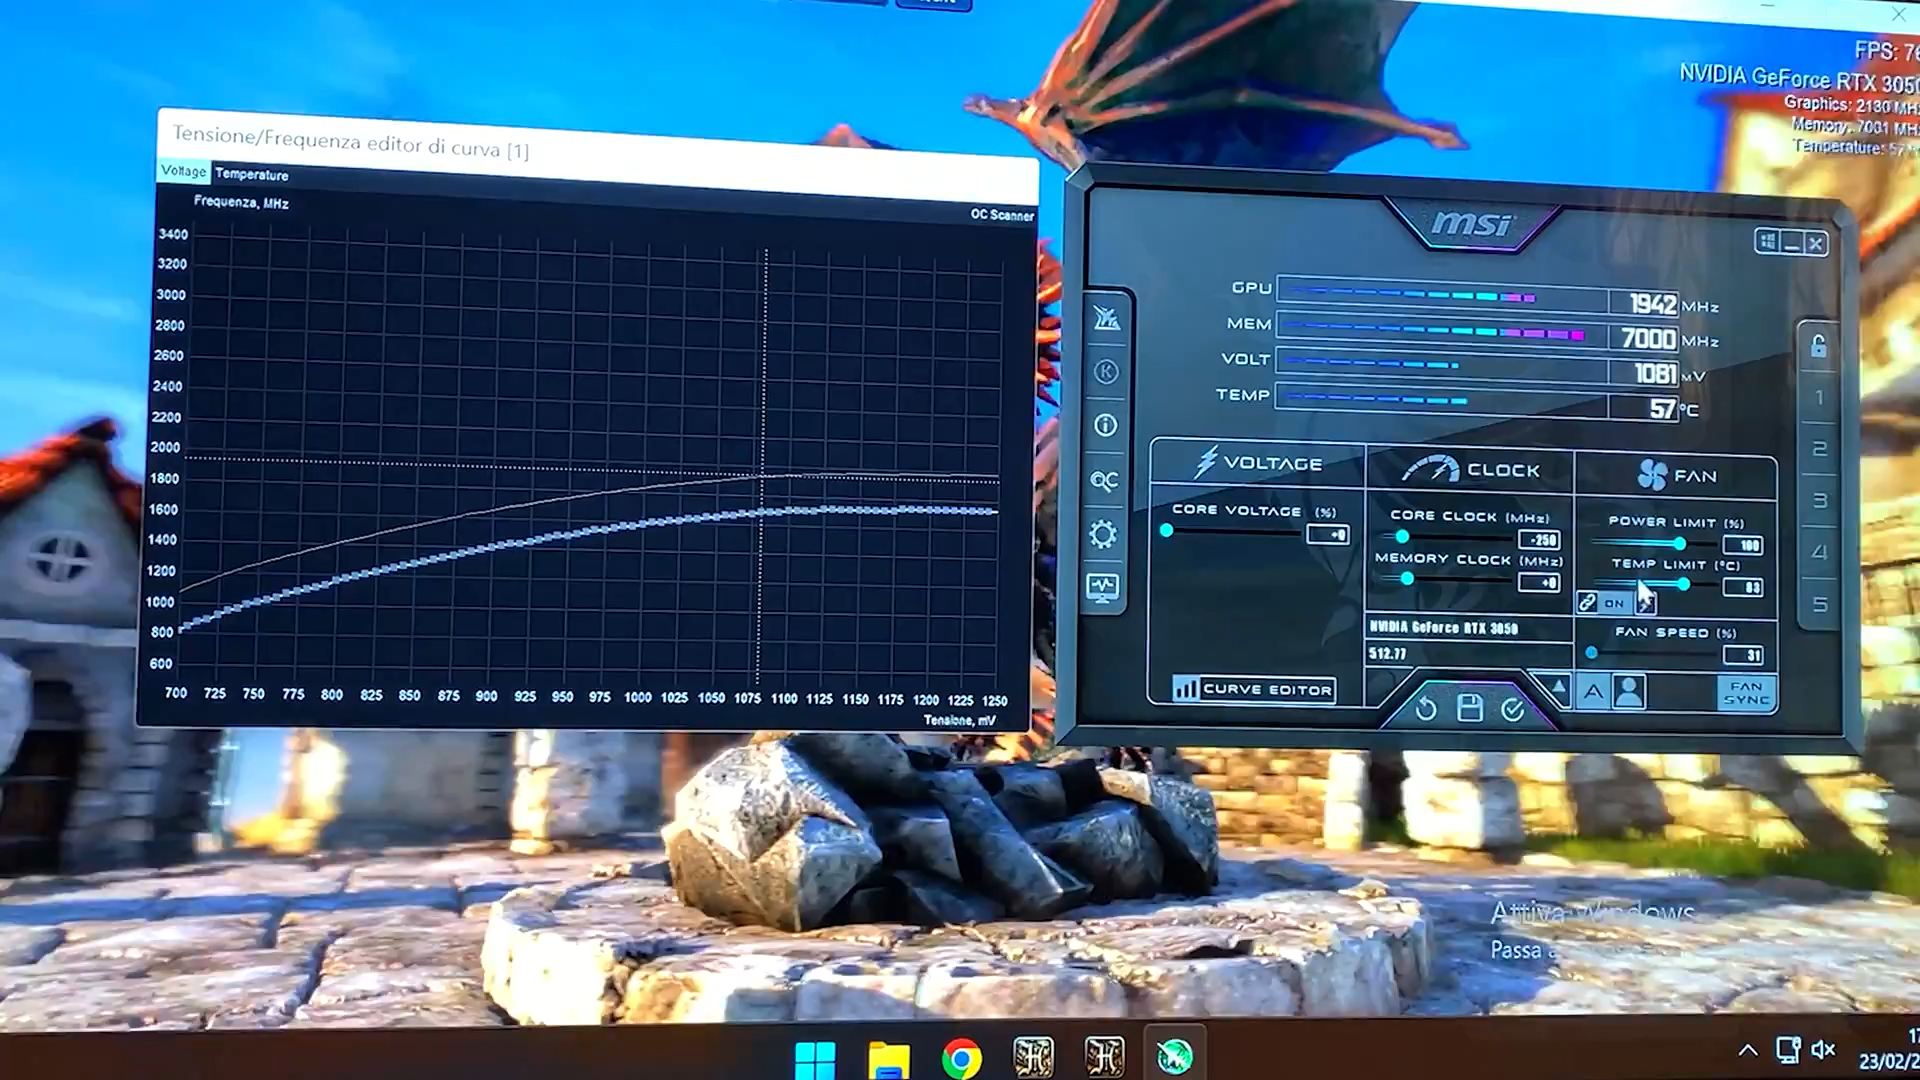 FPS: 76
NVIDIA GeForce RTX 3050
Graphics: 2130 MHz
Memory: 7001 MHz
Temperature: 57
Tensione/Frequenza editor di curva [1]
Voltage Temperature
Frequenza, MHz
OC Scanner
3400
3200
3000
2800
2600
2400
2200
2000
1800
1600
1400
1200
1000
800
600
700 725 750 775 800 825 850 875 900 925 950 975 1000 1025 1050 1075 1100 1125 1150 1175 1200 1225 1250
Tensione, mV
msi
GPU 1942 MHz
MEM 7000 MHz
VOLT 1081 mV
TEMP 57 °C
K
i
OC
1
2
3
4
5
VOLTAGE
CORE VOLTAGE (%)
+0
CURVE EDITOR
CLOCK
CORE CLOCK (MHz)
-250
MEMORY CLOCK (MHz)
+0
NVIDIA GeForce RTX 3050
512.77
FAN
POWER LIMIT (%)
100
TEMP LIMIT (°C)
83
ON
FAN SPEED (%)
31
A
FAN SYNC
Attiva Windows
Passa a
H
H
17
23/02/2